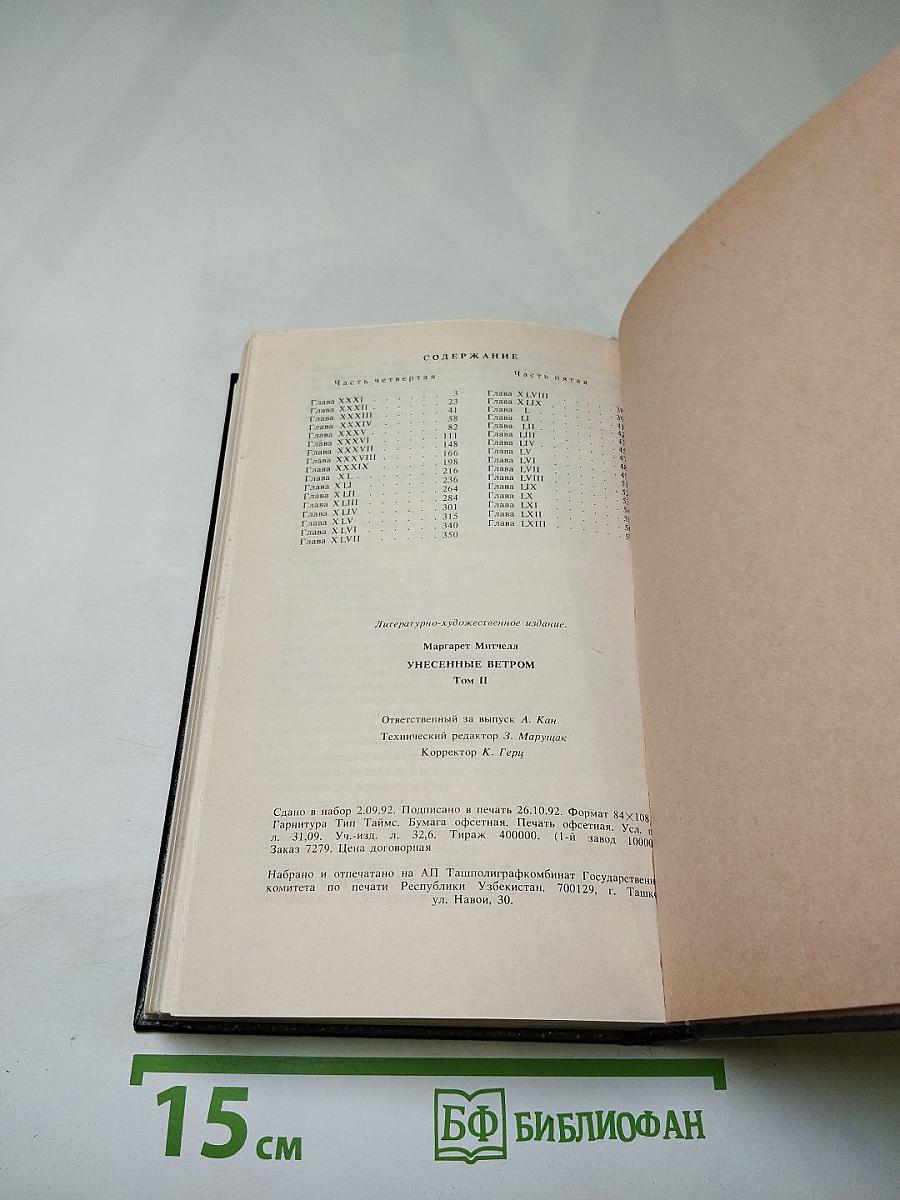 СОДЕРЖАНИЕ
Часть четвертая
Глава XXXI . . . . . . 3
Глава XXXII . . . . . . 23
Глава XXXIII . . . . . . 41
Глава XXXIV . . . . . . 58
Глава XXXV . . . . . . 82
Глава XXXVI . . . . . . 111
Глава XXXVII . . . . . . 148
Глава XXXVIII . . . . . . 166
Глава XXXIX . . . . . . 198
Глава XL . . . . . . 216
Глава XLI . . . . . . 236
Глава XLII . . . . . . 264
Глава XLIII . . . . . . 284
Глава XLIV . . . . . . 301
Глава XLV . . . . . . 315
Глава XLVI . . . . . . 340
Глава XLVII . . . . . . 350
Часть пятая
Глава XLVIII
Глава XLIX
Глава L
Глава LI
Глава LII
Глава LIII
Глава LIV
Глава LV
Глава LVI
Глава LVII
Глава LVIII
Глава LIX
Глава LX
Глава LXI
Глава LXII
Глава LXIII
Литературно-художественное издание.
Маргарет Митчелл
УНЕСЕННЫЕ ВЕТРОМ
Том II
Ответственный за выпуск А. Кан
Технический редактор З. Марущак
Корректор К. Герц
Сдано в набор 2.09.92. Подписано в печать 26.10.92. Формат 84×108
Гарнитура Тип Таймс. Бумага офсетная. Печать офсетная. Усл. п
л. 31,09. Уч.-изд. л. 32,6. Тираж 400000. (1-й завод 10000
Заказ 7279. Цена договорная
Набрано и отпечатано на АП Ташполиграфкомбинат Государственн
комитета по печати Республики Узбекистан. 700129, г. Ташк
ул. Навои, 30.
15 см
БФ БИБЛИОФАН